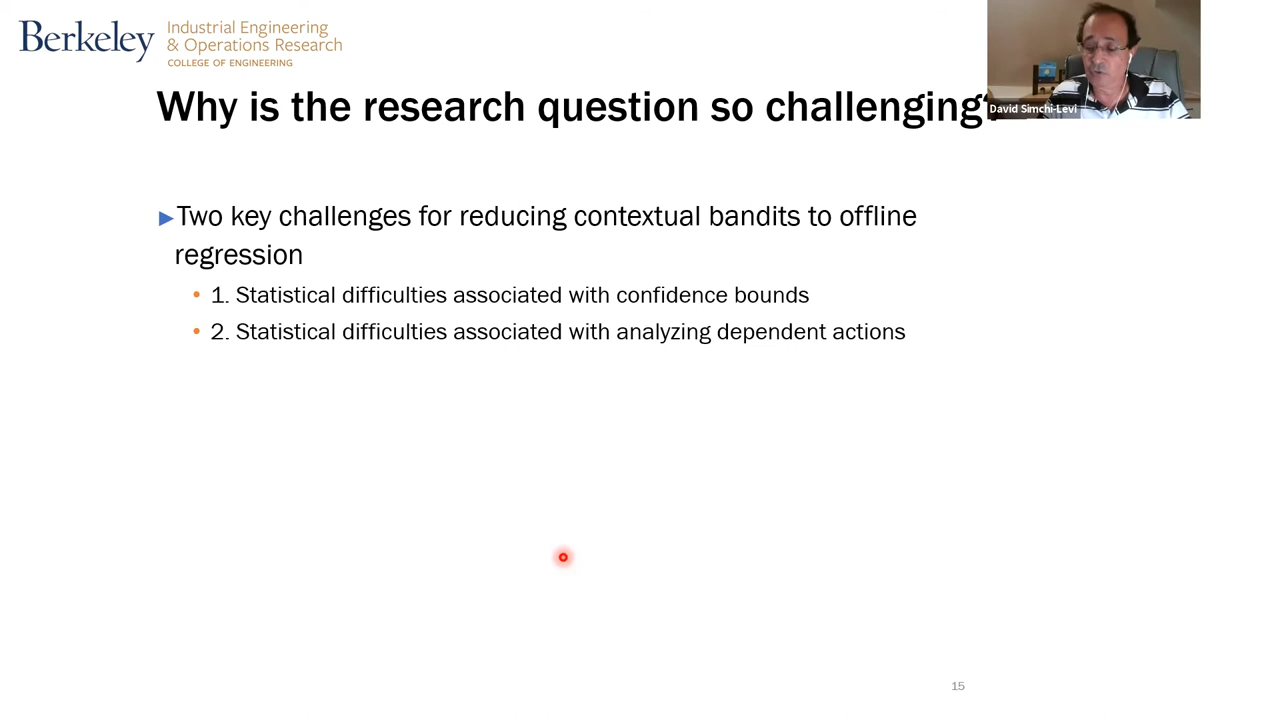 Berkeley
Industrial Engineering
& Operations Research
COLLEGE OF ENGINEERING
David Simchi-Levi
Why is the research question so challenging?
►Two key challenges for reducing contextual bandits to offline
regression
• 1. Statistical difficulties associated with confidence bounds
• 2. Statistical difficulties associated with analyzing dependent actions
15